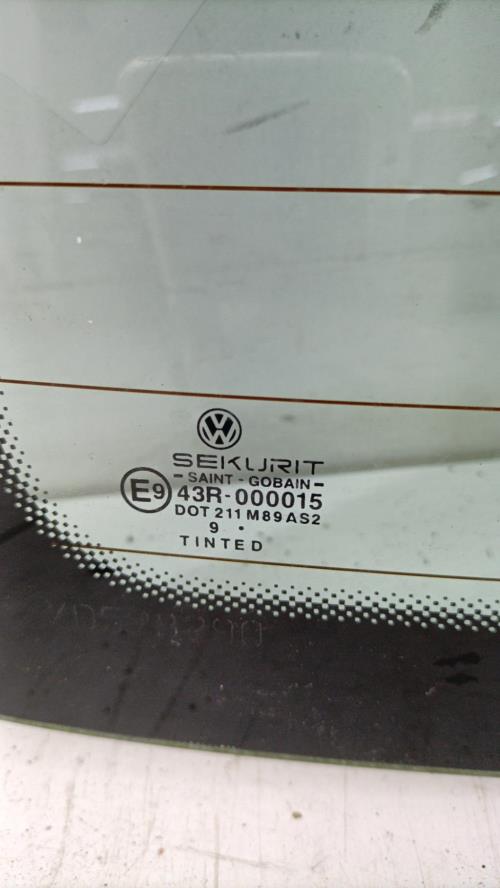 SEKURIT
- SAINT - GOBAIN -
E9 43R-000015
DOT 211 M89 AS2
9 •
TINTED